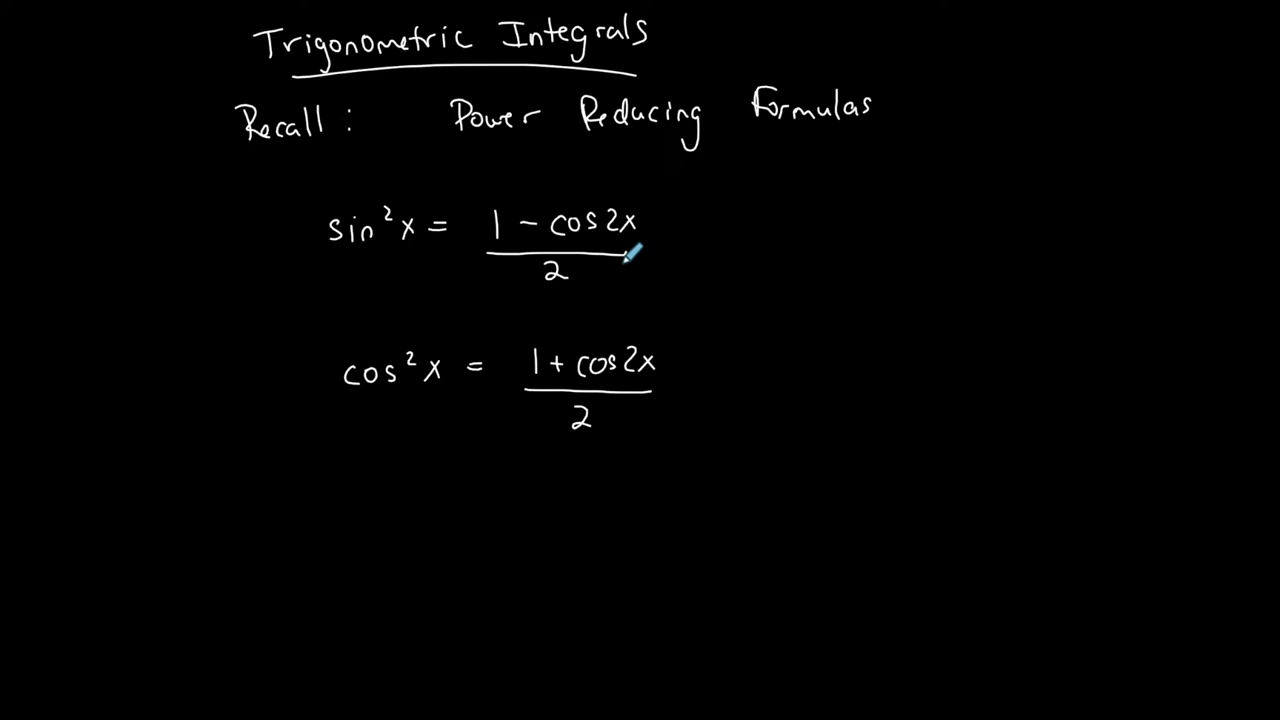 Trigonometric Integrals
Recall: Power Reducing Formulas
sin²x = (1 - cos2x)/2
cos²x = (1 + cos2x)/2